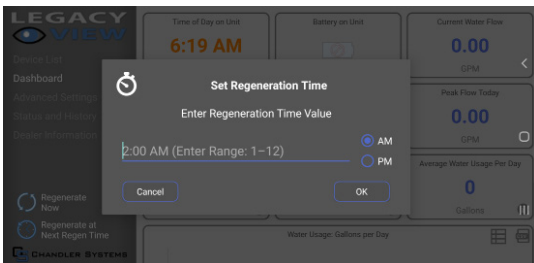 LEGACY
VIEW
Device List
Dashboard
Advanced Settings
Status and History
Dealer Information
Regenerate
Now
Regenerate at
Next Regen Time
CHANDLER SYSTEMS
Time of Day on Unit
6:19 AM
Battery on Unit
Current Water Flow
0.00
GPM
Peak Flow Today
0.00
GPM
Average Water Usage Per Day
0
Gallons
Water Usage: Gallons per Day
Set Regeneration Time
Enter Regeneration Time Value
2:00 AM (Enter Range: 1-12)
AM
PM
Cancel
OK